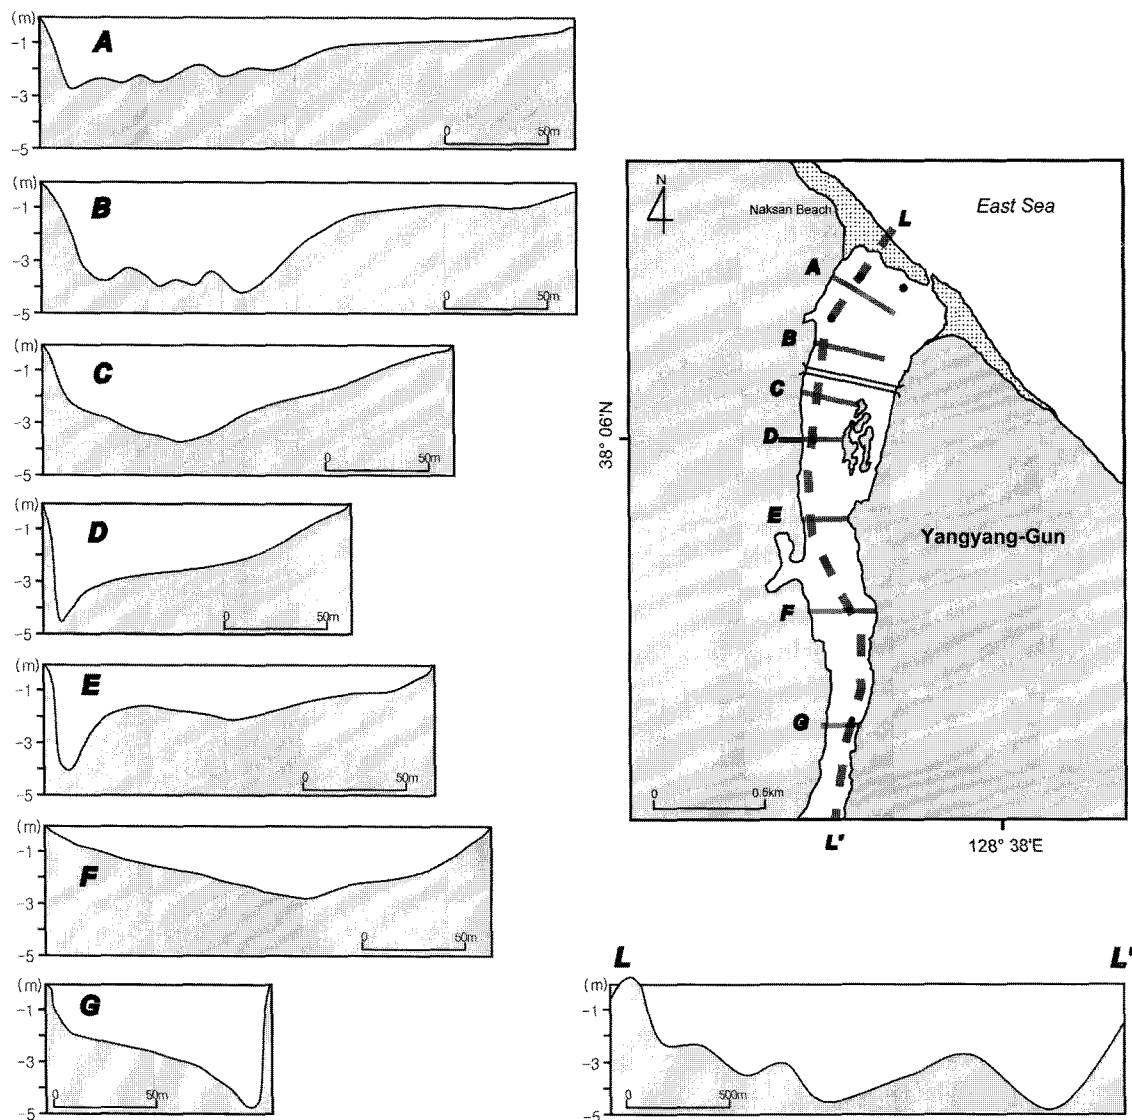 (m)
-1
-3
-5
A
0 50m
(m)
-1
-3
-5
B
0 50m
(m)
-1
-3
-5
C
0 50m
(m)
-1
-3
-5
D
0 50m
(m)
-1
-3
-5
E
0 50m
(m)
-1
-3
-5
F
0 50m
(m)
-1
-3
-5
G
0 50m
N
Naksan Beach
East Sea
L
A
B
C
D
E
F
G
Yangyang-Gun
38° 06'N
0 0.5km
L'
128° 38'E
L L'
(m)
-1
-3
-5
0 500m